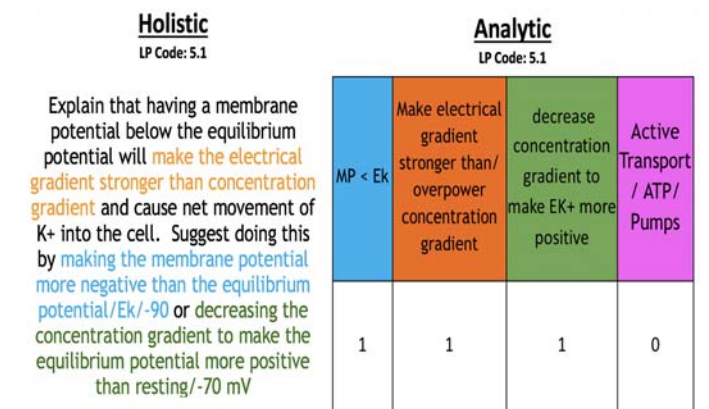 Holistic
LP Code: 5.1
Explain that having a membrane
potential below the equilibrium
potential will make the electrical
gradient stronger than concentration
gradient and cause net movement of
K+ into the cell. Suggest doing this
by making the membrane potential
more negative than the equilibrium
potential/Ek/-90 or decreasing the
concentration gradient to make the
equilibrium potential more positive
than resting/-70 mV
Analytic
LP Code: 5.1
MP < Ek
Make electrical
gradient
stronger than/
overpower
concentration
gradient
decrease
concentration
gradient to
make EK+ more
positive
Active
Transport
/ ATP/
Pumps
1
1
1
0